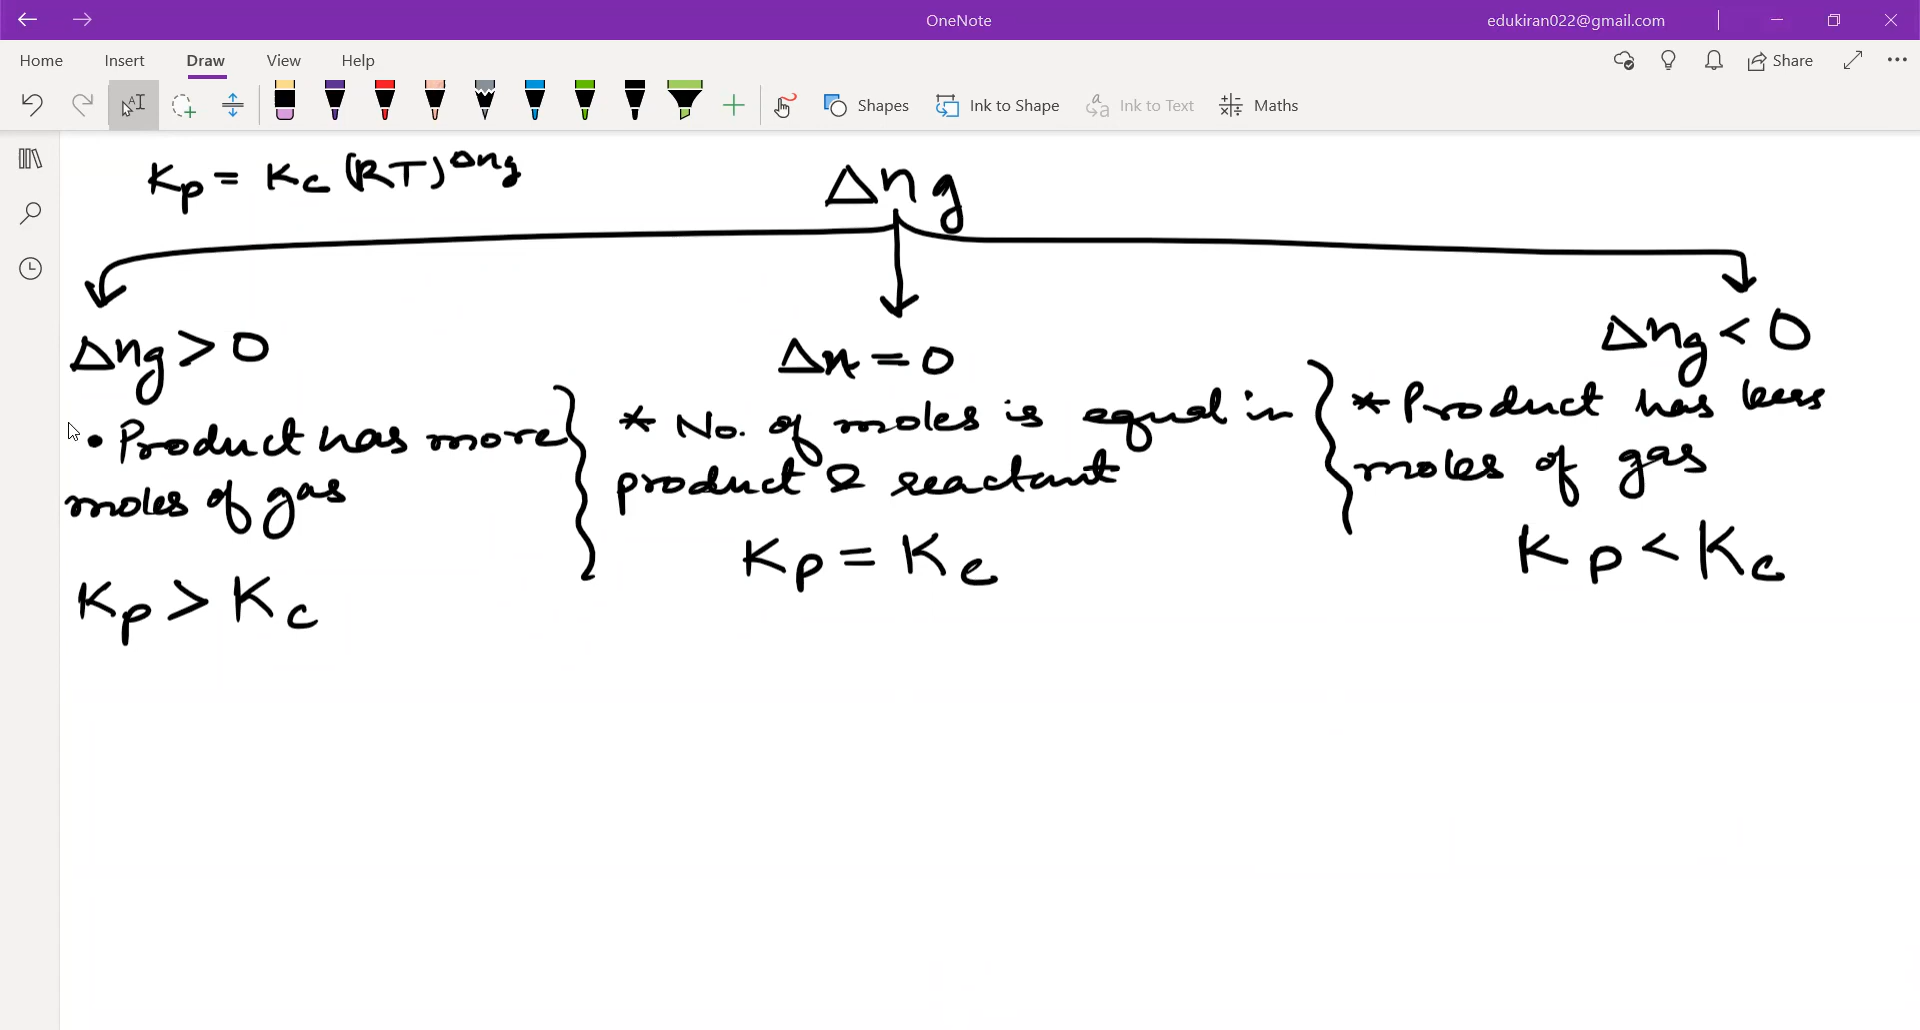 OneNote
edukiran022@gmail.com
Home Insert Draw View Help
Share
Shapes Ink to Shape Ink to Text Maths
Kp = Kc (RT)^Δng
Δng
Δng > 0
• Product has more
moles of gas
Kp > Kc
Δn = 0
* No. of moles is equal in
product & reactant
Kp = Kc
Δng < 0
* Product has less
moles of gas
Kp < Kc